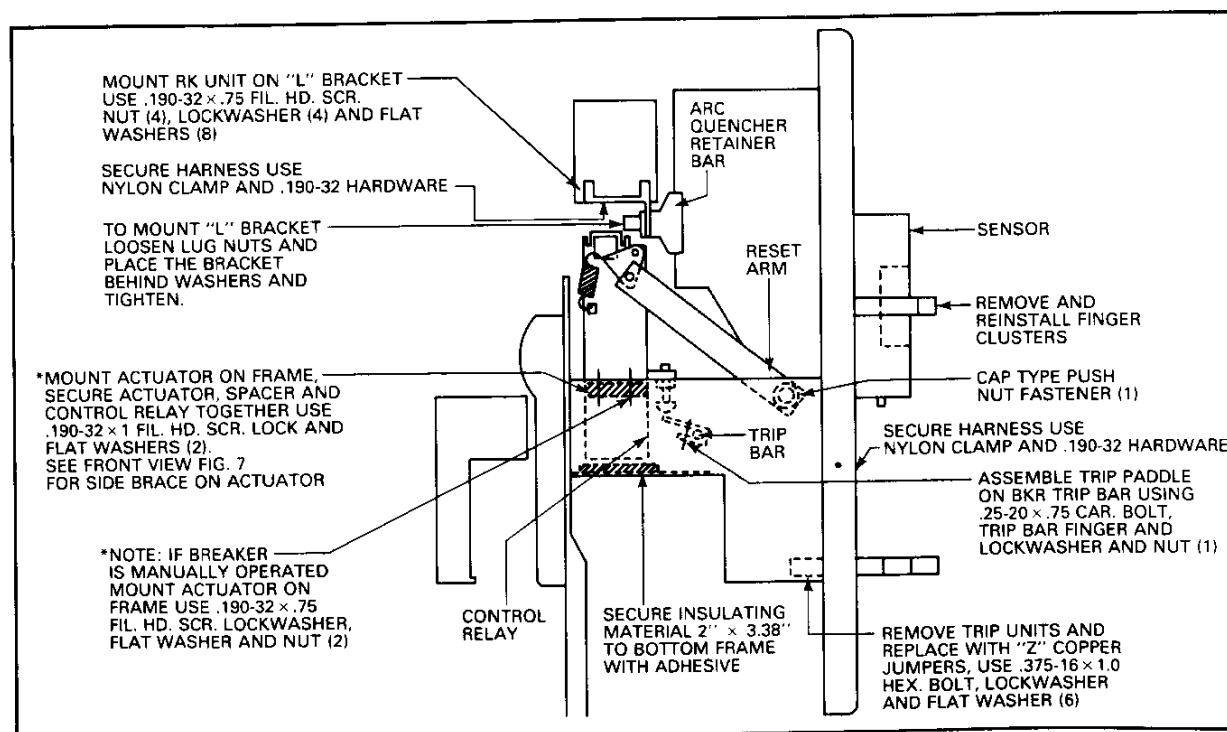 MOUNT RK UNIT ON "L" BRACKET
USE .190-32 × .75 FIL. HD. SCR.
NUT (4), LOCKWASHER (4) AND FLAT
WASHERS (8)
SECURE HARNESS USE
NYLON CLAMP AND .190-32 HARDWARE
TO MOUNT "L" BRACKET
LOOSEN LUG NUTS AND
PLACE THE BRACKET
BEHIND WASHERS AND
TIGHTEN.
*MOUNT ACTUATOR ON FRAME,
SECURE ACTUATOR, SPACER AND
CONTROL RELAY TOGETHER USE
.190-32 × 1 FIL. HD. SCR. LOCK AND
FLAT WASHERS (2).
SEE FRONT VIEW FIG. 7
FOR SIDE BRACE ON ACTUATOR
*NOTE: IF BREAKER
IS MANUALLY OPERATED
MOUNT ACTUATOR ON
FRAME USE .190-32 × .75
FIL. HD. SCR. LOCKWASHER,
FLAT WASHER AND NUT (2)
CONTROL
RELAY
ARC
QUENCHER
RETAINER
BAR
RESET
ARM
TRIP
BAR
SECURE INSULATING
MATERIAL 2" × 3.38"
TO BOTTOM FRAME
WITH ADHESIVE
SENSOR
REMOVE AND
REINSTALL FINGER
CLUSTERS
CAP TYPE PUSH
NUT FASTENER (1)
SECURE HARNESS USE
NYLON CLAMP AND .190-32 HARDWARE
ASSEMBLE TRIP PADDLE
ON BKR TRIP BAR USING
.25-20 × .75 CAR. BOLT,
TRIP BAR FINGER AND
LOCKWASHER AND NUT (1)
REMOVE TRIP UNITS AND
REPLACE WITH "Z" COPPER
JUMPERS, USE .375-16 × 1.0
HEX. BOLT, LOCKWASHER
AND FLAT WASHER (6)